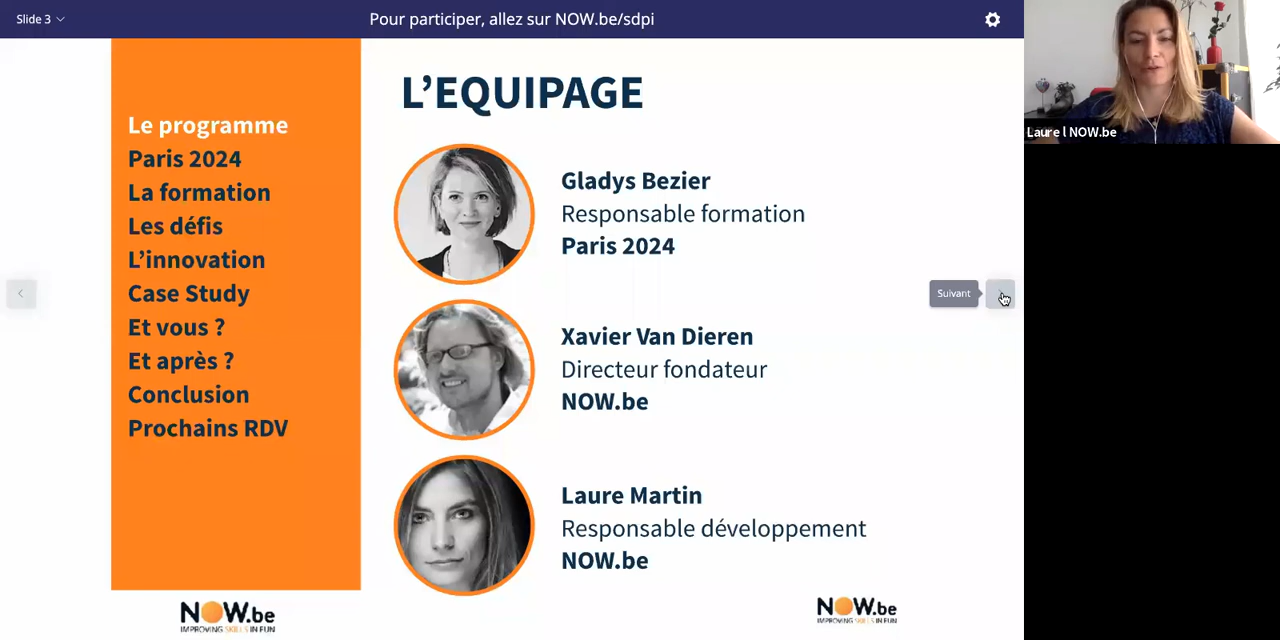 Slide 3
Pour participer, allez sur NOW.be/sdpi
Laure l NOW.be
Le programme
Paris 2024
La formation
Les défis
L'innovation
Case Study
Et vous ?
Et après ?
Conclusion
Prochains RDV
L'EQUIPAGE
Gladys Bezier
Responsable formation
Paris 2024
Xavier Van Dieren
Directeur fondateur
NOW.be
Laure Martin
Responsable développement
NOW.be
Suivant
NOW.be
IMPROVING SKILLS IN FUN
NOW.be
IMPROVING SKILLS IN FUN